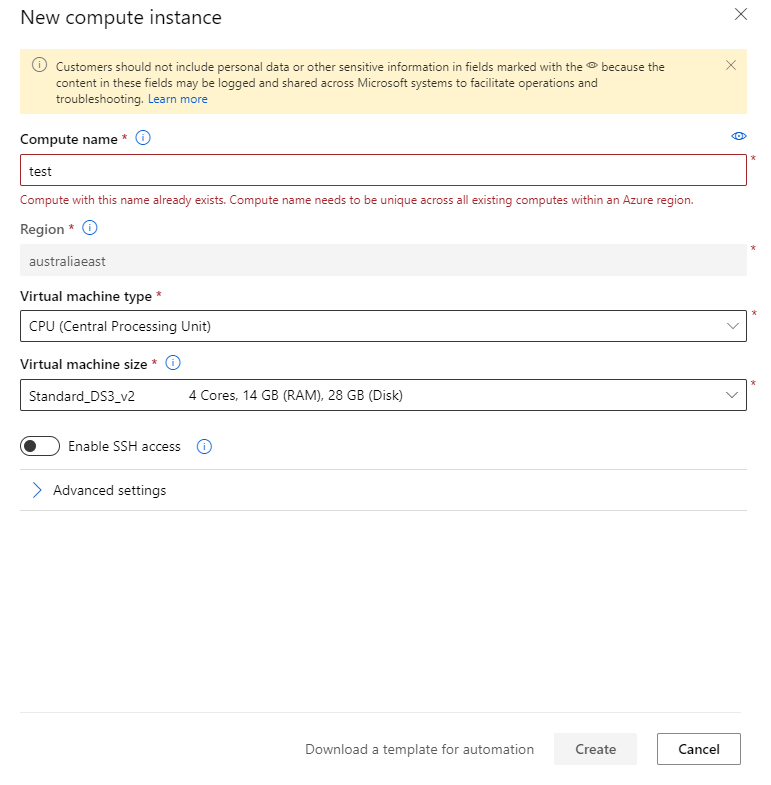 New compute instance
Customers should not include personal data or other sensitive information in fields marked with the because the
content in these fields may be logged and shared across Microsoft systems to facilitate operations and
troubleshooting. Learn more
Compute name *
test
*
Compute with this name already exists. Compute name needs to be unique across all existing computes within an Azure region.
Region *
australiaeast
*
Virtual machine type *
CPU (Central Processing Unit)
*
Virtual machine size *
Standard_DS3_v2 4 Cores, 14 GB (RAM), 28 GB (Disk)
*
Enable SSH access
Advanced settings
Download a template for automation Create Cancel